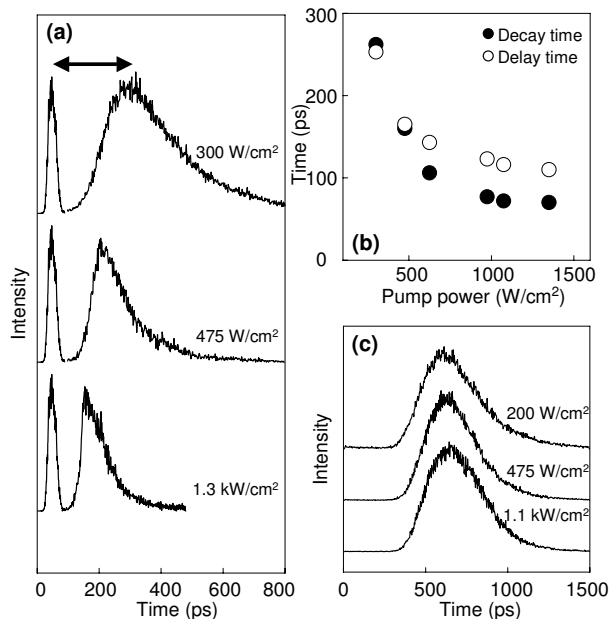 (a)
300 W/cm²
475 W/cm²
1.3 kW/cm²
Intensity
0 200 400 600 800
Time (ps)
300
200
100
0
Time (ps)
Decay time
Delay time
(b)
500 1000 1500
Pump power (W/cm²)
(c)
200 W/cm²
475 W/cm²
1.1 kW/cm²
Intensity
0 500 1000 1500
Time (ps)